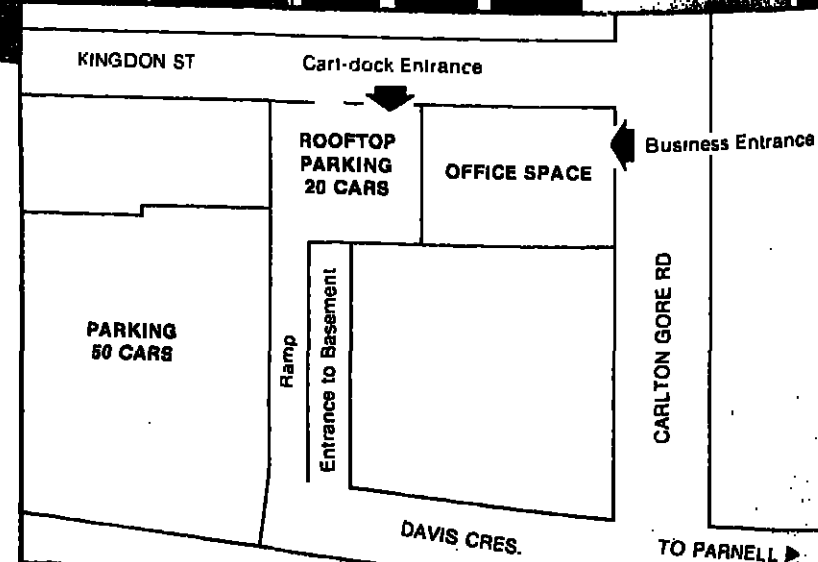 KINGDON ST
Cart-dock Entrance
ROOFTOP
PARKING
20 CARS
OFFICE SPACE
Business Entrance
PARKING
50 CARS
Ramp
Entrance to Basement
CARLTON GORE RD
DAVIS CRES.
TO PARNELL